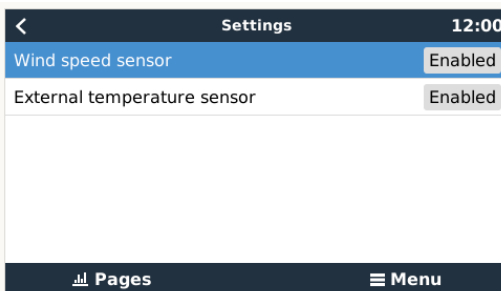 Settings 12:00
Wind speed sensor Enabled
External temperature sensor Enabled
Pages Menu